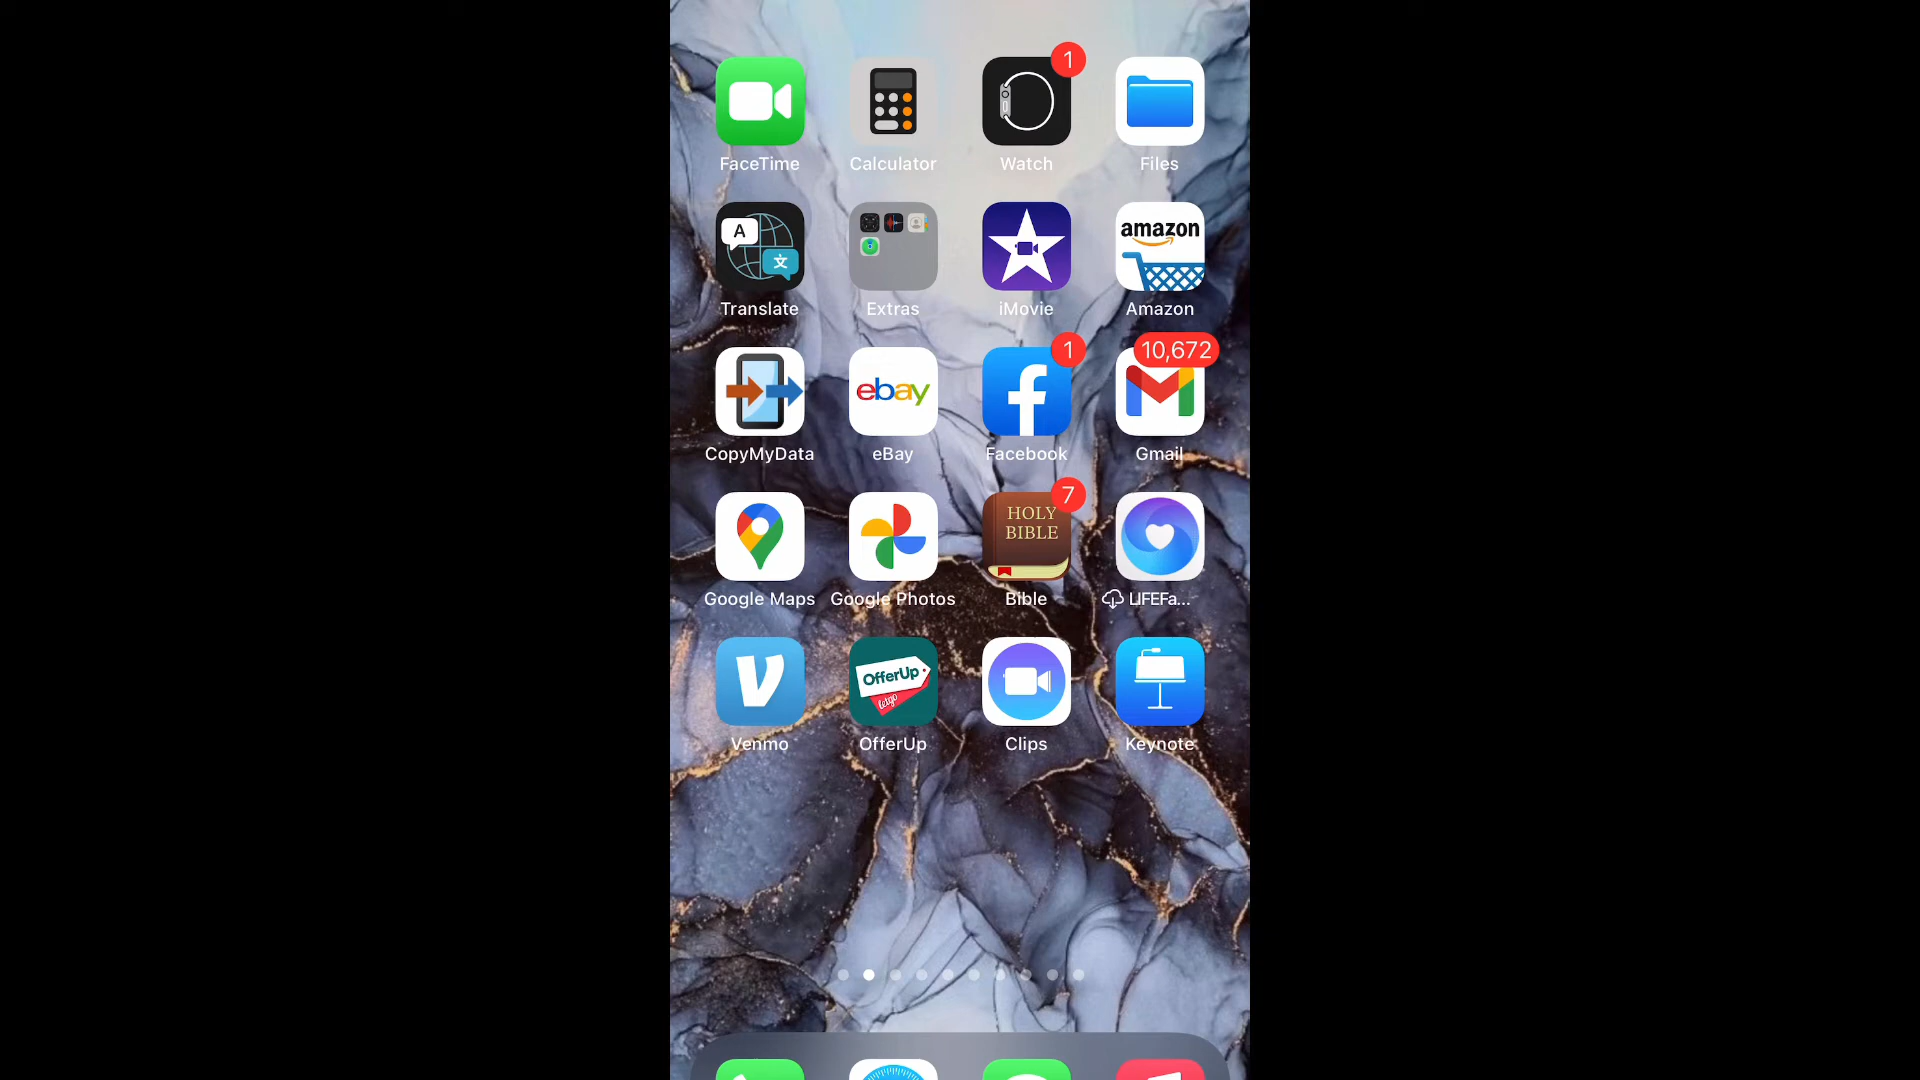 1
FaceTime
Calculator
Watch
Files
A
文
amazon
Translate
Extras
iMovie
Amazon
1
10,672
ebay
CopyMyData
eBay
Facebook
Gmail
7
HOLY
BIBLE
Google Maps
Google Photos
Bible
LIFEFa...
OfferUp
letgo
Venmo
OfferUp
Clips
Keynote